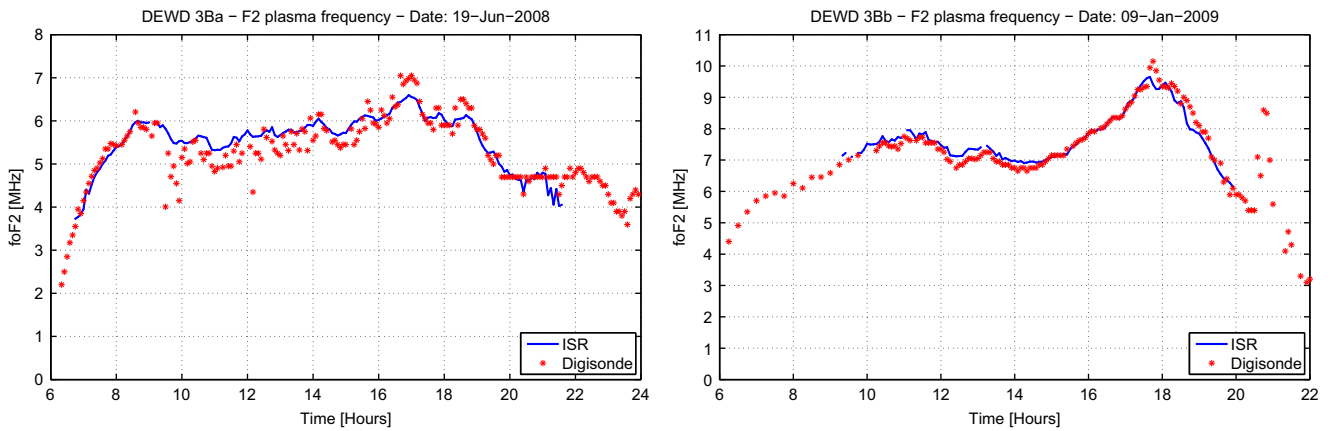 DEWD 3Ba − F2 plasma frequency − Date: 19−Jun−2008
8
7
6
5
4
3
2
1
0
foF2 [MHz]
6 8 10 12 14 16 18 20 22 24
Time [Hours]
ISR
Digisonde
DEWD 3Bb − F2 plasma frequency − Date: 09−Jan−2009
11
10
9
8
7
6
5
4
3
2
1
0
foF2 [MHz]
6 8 10 12 14 16 18 20 22
Time [Hours]
ISR
Digisonde